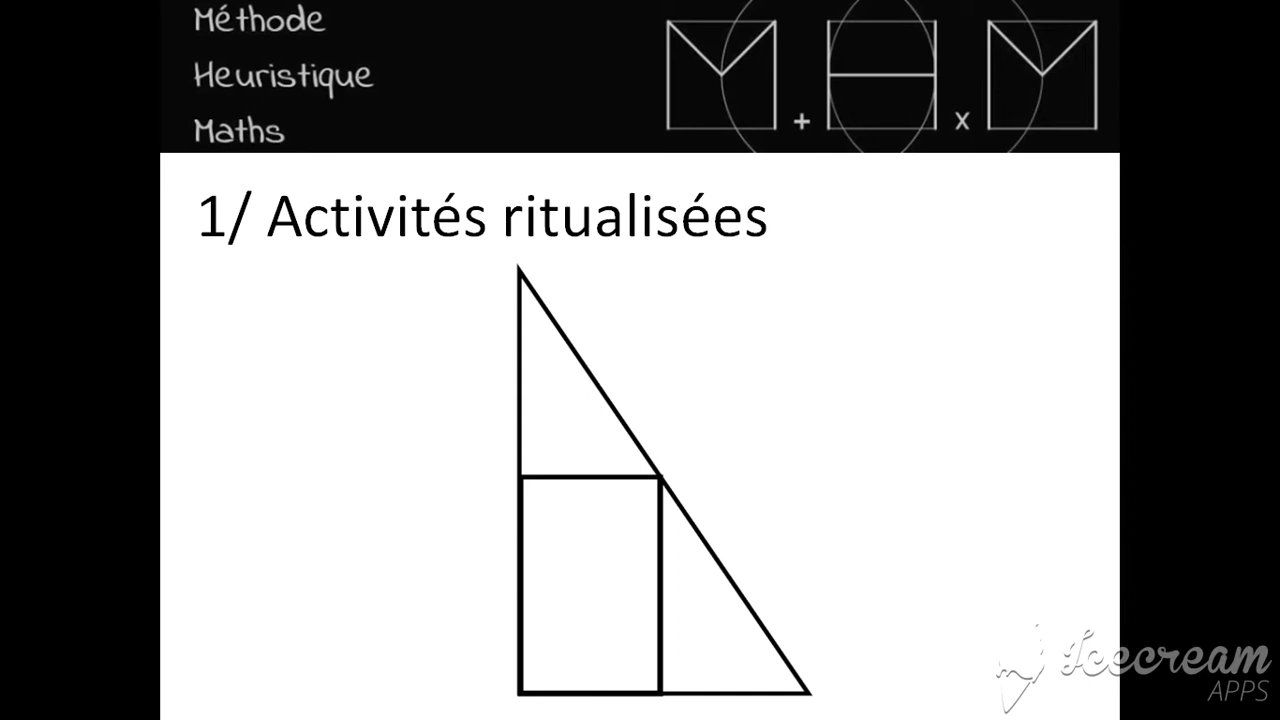 Méthode
Heuristique
Maths
+ x
1/ Activités ritualisées
Icecream
APPS